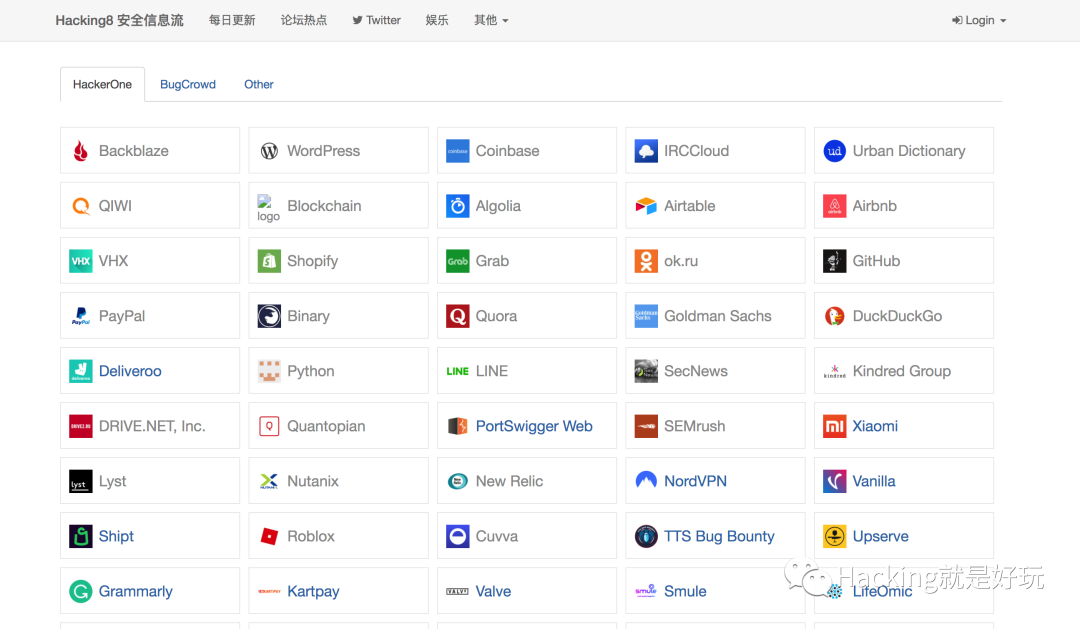 Hacking8 安全信息流 每日更新 论坛热点 Twitter 娱乐 其他 Login
HackerOne BugCrowd Other
Backblaze WordPress coinbase Coinbase IRCCloud ud Urban Dictionary
QIWI logo Blockchain Algolia Airtable airbnb Airbnb
VHX VHX Shopify Grab Grab ok.ru GitHub
PayPal PayPal Binary Q Quora Goldman Sachs Goldman Sachs DuckDuckGo
deliveroo Deliveroo Python LINE LINE SecNews kindred Kindred Group
DRIVE.NET, Inc. Q Quantopian PortSwigger Web SEMrush mi Xiaomi
lyst Lyst NUTANIX Nutanix New Relic NordVPN Vanilla
Shipt Roblox Cuvva TTS Bug Bounty Upserve
G Grammarly KARTPAY Kartpay VALVE Valve smule Smule LifeOmic
Hacking就是好玩